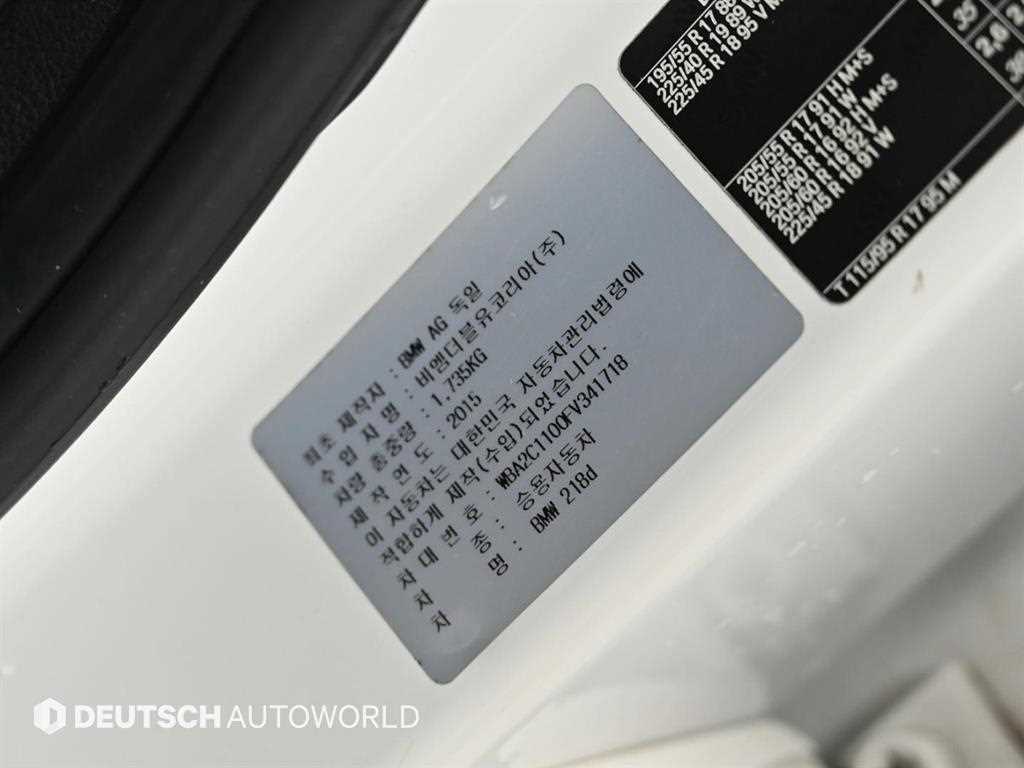 최초 제작자 : BMW AG 독일
수입 자 명 : 비엠더블유코리아(주)
차량 총중량 : 1,735KG
제 작 연 도 : 2015
이 자동차는 대한민국 자동차관리법령에
적합하게 제작(수입)되었습니다.
차 대 번 호 : WBA2C1100FV341718
차 종 : 승용자동차
차 명 : BMW 218d
195/55 R 17 88
225/40 R 19 89 W
225/45 R 18 95 V M
205/55 R 17 91 H M+S
205/55 R 17 91 W
205/60 R 16 92 H M+S
205/60 R 16 92 V
225/45 R 18 91 W
T 115/95 R 17 95 M
35
2,6
38
DEUTSCH AUTOWORLD